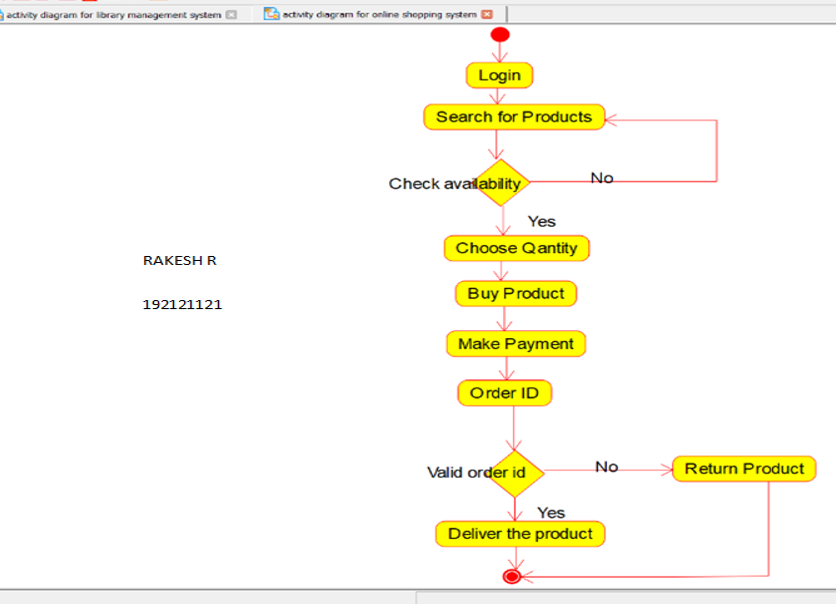 activity diagram for library management system
activity diagram for online shopping system
Login
Search for Products
Check availability
No
Yes
Choose Qantity
RAKESH R
Buy Product
192121121
Make Payment
Order ID
Valid order id
No
Return Product
Yes
Deliver the product